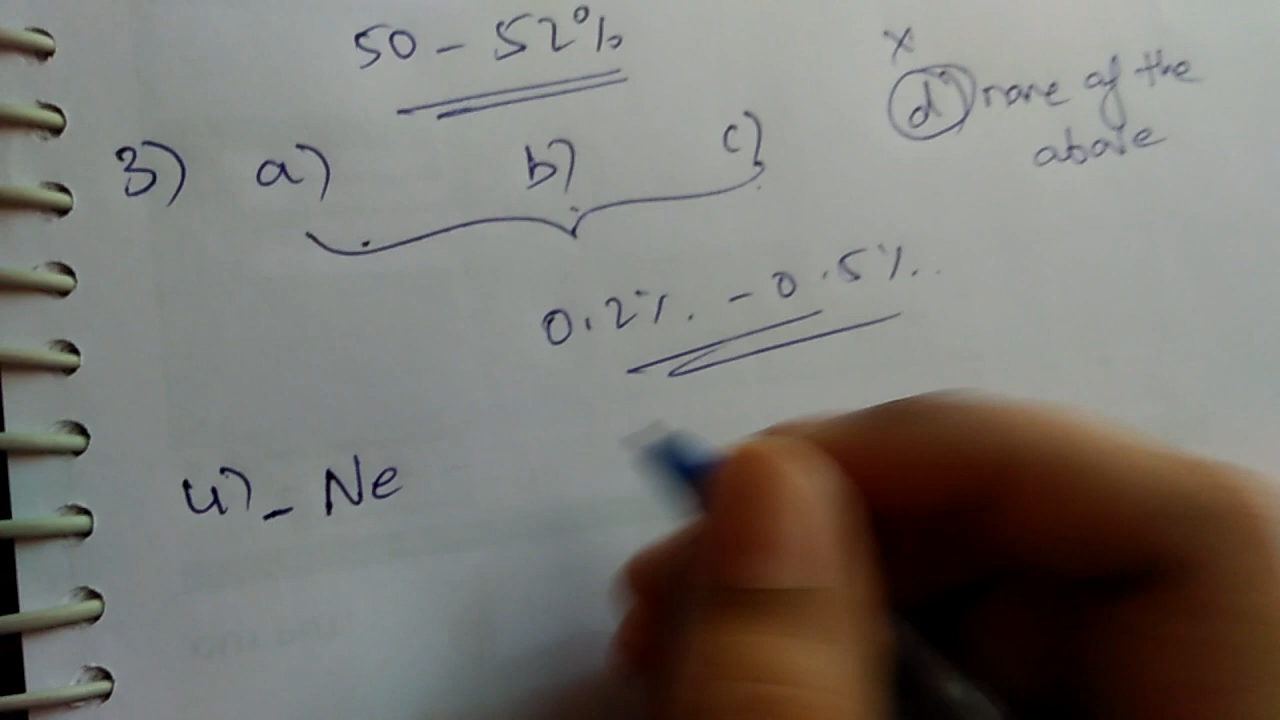 50 - 52%
x
d) none of the
above
3) a) b) c)
0.2% - 0.5%.
4) - Ne